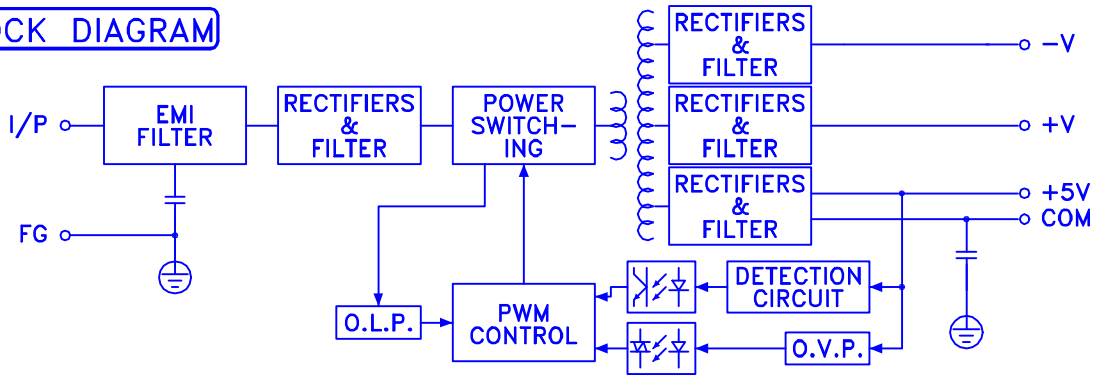 CK DIAGRAM
RECTIFIERS
&
FILTER
-V
I/P
EMI
FILTER
RECTIFIERS
&
FILTER
POWER
SWITCH-
ING
RECTIFIERS
&
FILTER
+V
RECTIFIERS
&
FILTER
+5V
COM
FG
O.L.P.
PWM
CONTROL
DETECTION
CIRCUIT
O.V.P.